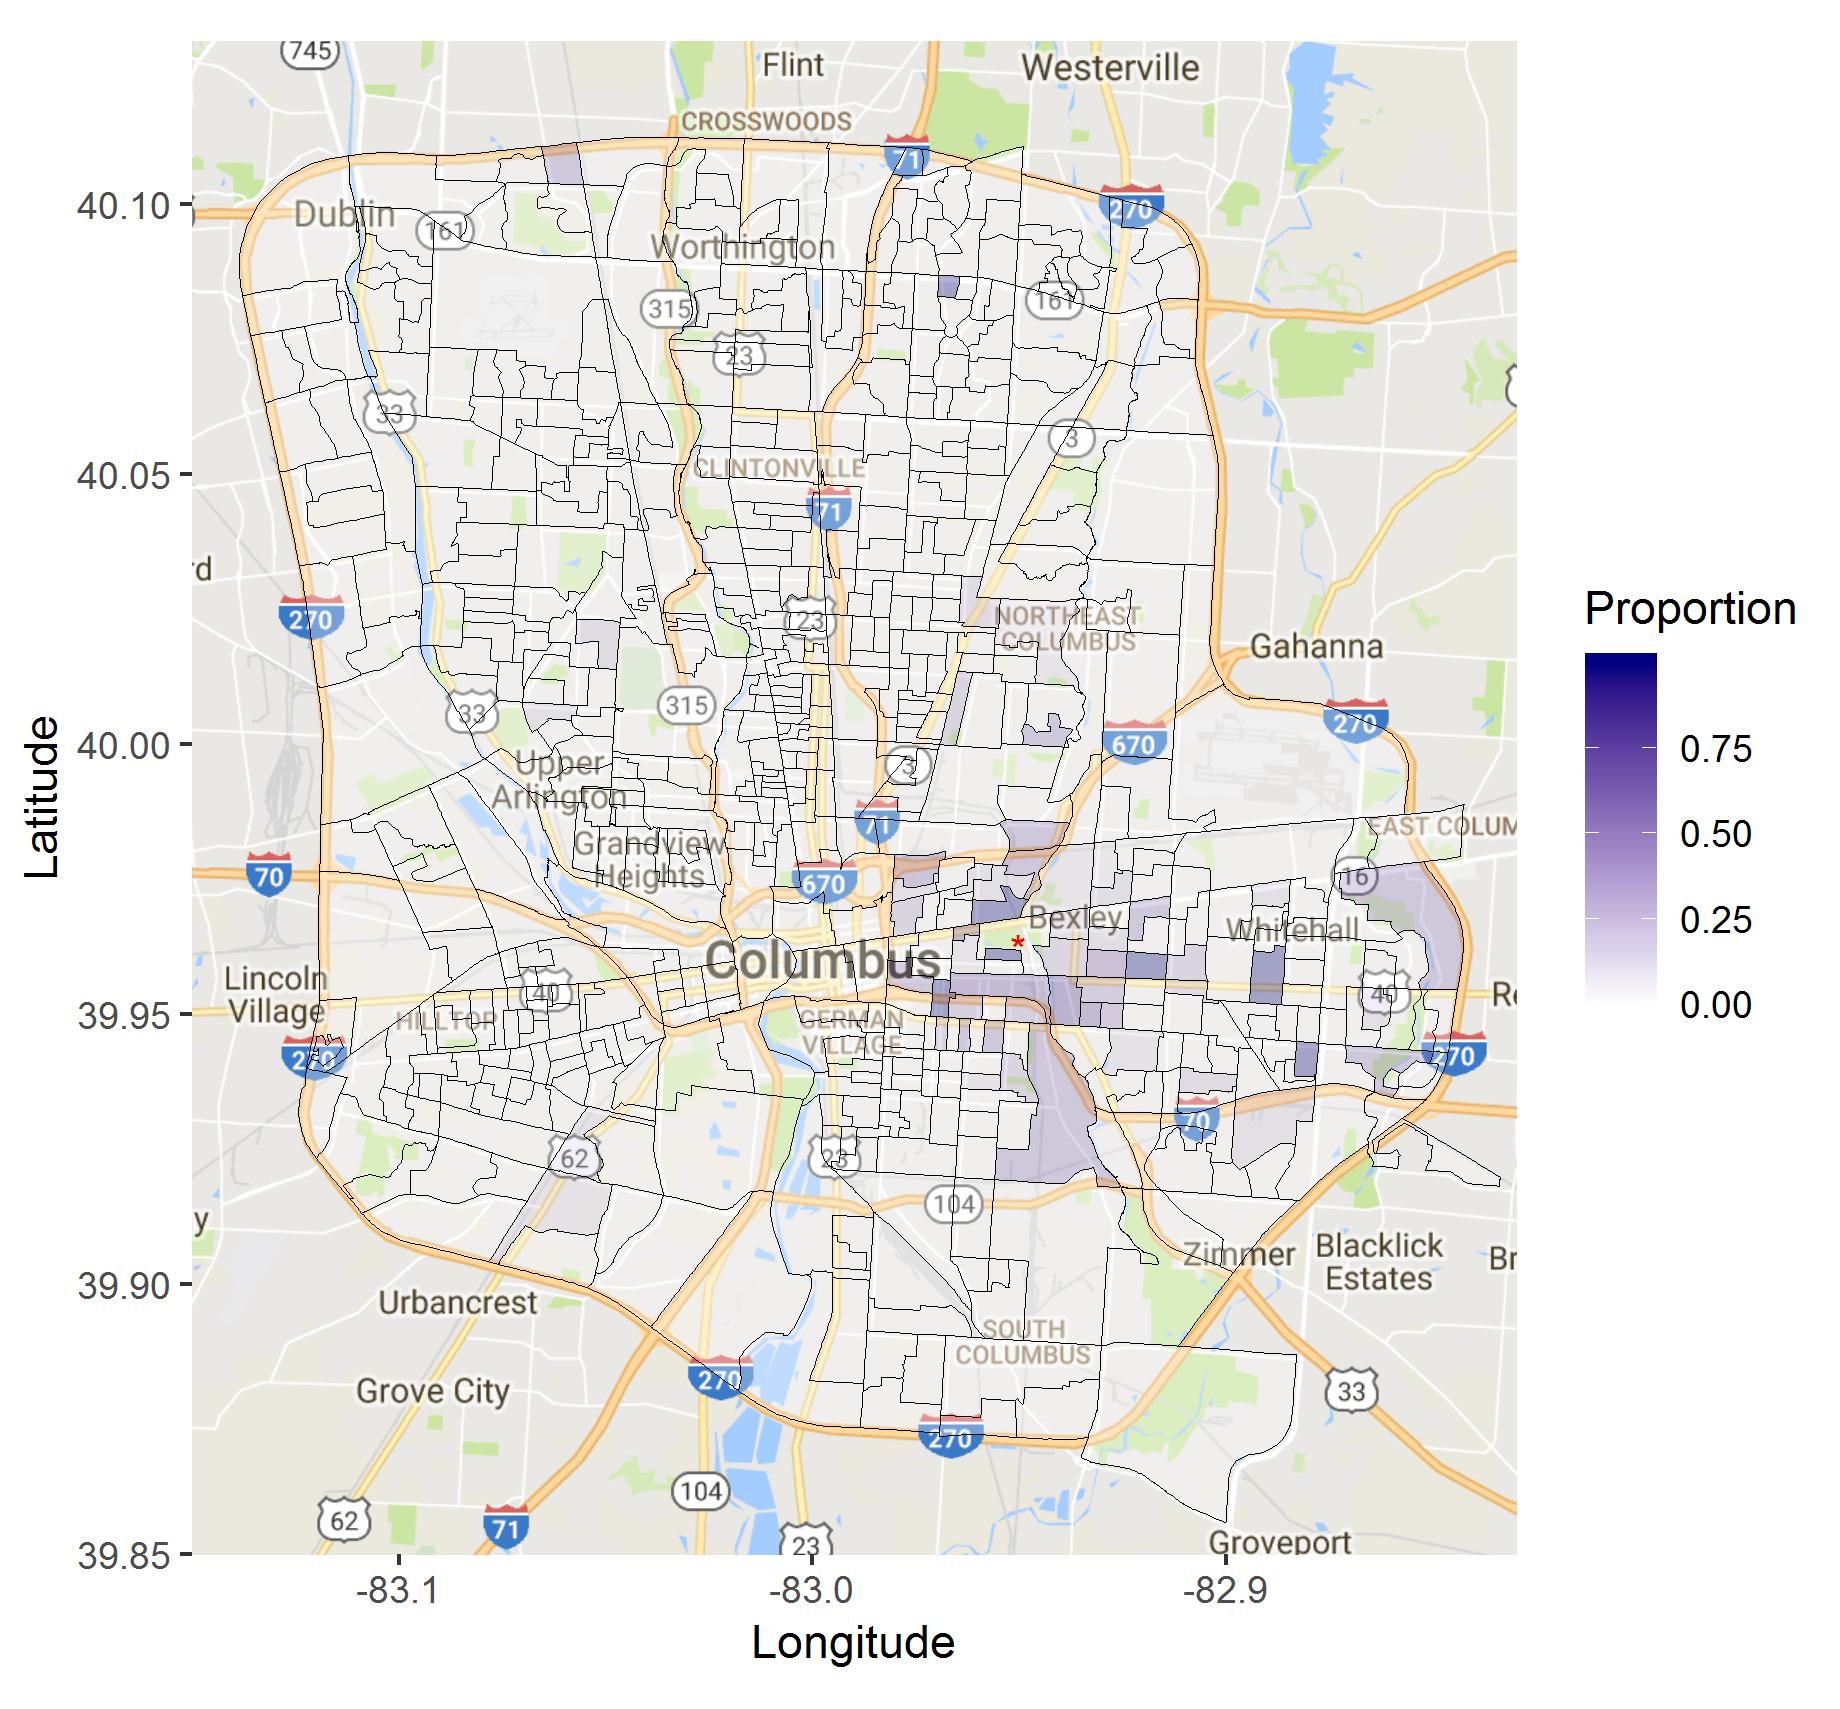 745
Flint
Westerville
CROSSWOODS
71
40.10
Dublin
161
270
Worthington
315
161
23
33
3
40.05
CLINTONVILLE
71
rd
270
23
NORTHEAST
COLUMBUS
Gahanna
Proportion
33
315
270
40.00
670
0.75
Upper
Arlington
3
71
EAST COLUM
0.50
Grandview
Heights
70
670
16
0.25
Bexley
*
Whitehall
Columbus
Lincoln
Village
40
40
Re
0.00
39.95
HILLTOP
GERMAN
VILLAGE
270
270
70
62
23
104
y
Zimmer
Blacklick
Estates
Br
39.90
Urbancrest
SOUTH
COLUMBUS
270
Grove City
33
270
104
62
71
23
Groveport
39.85
-83.1
-83.0
-82.9
Longitude
Latitude